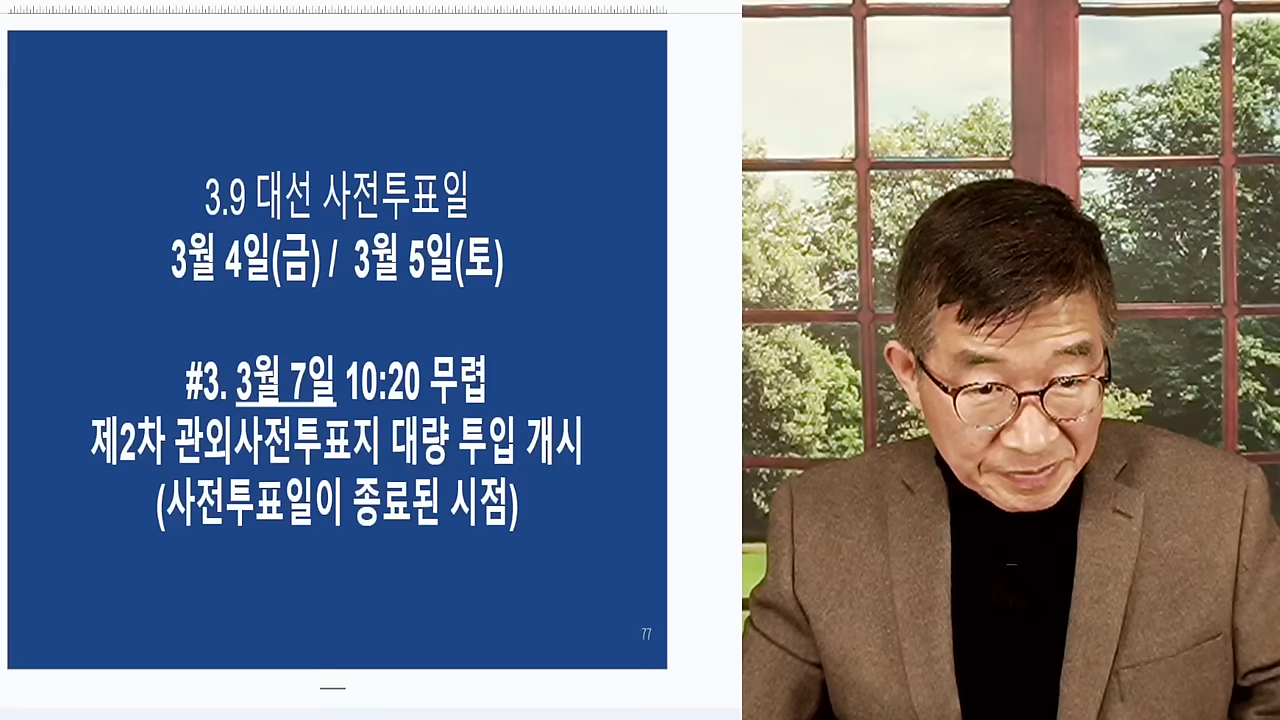 3.9 대선 사전투표일
3월 4일(금) / 3월 5일(토)
#3. 3월 7일 10:20 무렵
제2차 관외사전투표지 대량 투입 개시
(사전투표일이 종료된 시점)
77